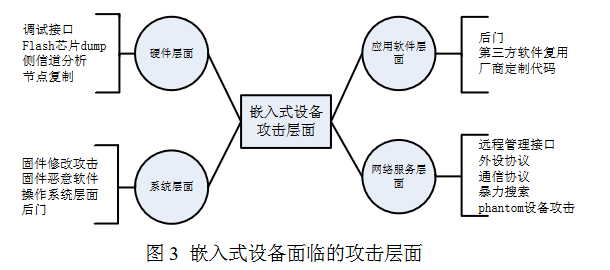 调试接口
Flash芯片dump
侧信道分析
节点复制
硬件层面
应用软件层
面
后门
第三方软件复用
厂商定制代码
嵌入式设备
攻击层面
固件修改攻击
固件恶意软件
操作系统层面
后门
系统层面
网络服务层
面
远程管理接口
外设协议
通信协议
暴力搜索
phantom设备攻击
图3 嵌入式设备面临的攻击层面